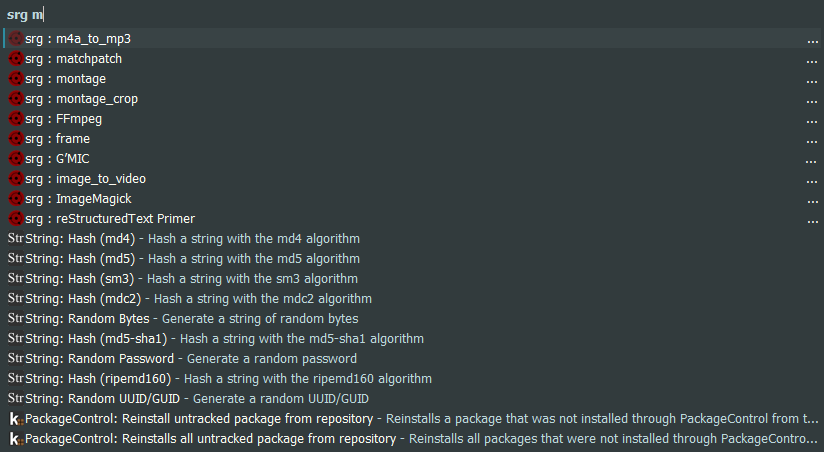 srg m
srg : m4a_to_mp3 ...
srg : matchpatch ...
srg : montage ...
srg : montage_crop ...
srg : FFmpeg ...
srg : frame ...
srg : G’MIC ...
srg : image_to_video ...
srg : ImageMagick ...
srg : reStructuredText Primer ...
Str String: Hash (md4) - Hash a string with the md4 algorithm
Str String: Hash (md5) - Hash a string with the md5 algorithm
Str String: Hash (sm3) - Hash a string with the sm3 algorithm
Str String: Hash (mdc2) - Hash a string with the mdc2 algorithm
Str String: Random Bytes - Generate a string of random bytes
Str String: Hash (md5-sha1) - Hash a string with the md5-sha1 algorithm
Str String: Random Password - Generate a random password
Str String: Hash (ripemd160) - Hash a string with the ripemd160 algorithm
Str String: Random UUID/GUID - Generate a random UUID/GUID
k:: PackageControl: Reinstall untracked package from repository - Reinstalls a package that was not installed through PackageControl from t...
k:: PackageControl: Reinstalls all untracked package from repository - Reinstalls all packages that were not installed through PackageContro...